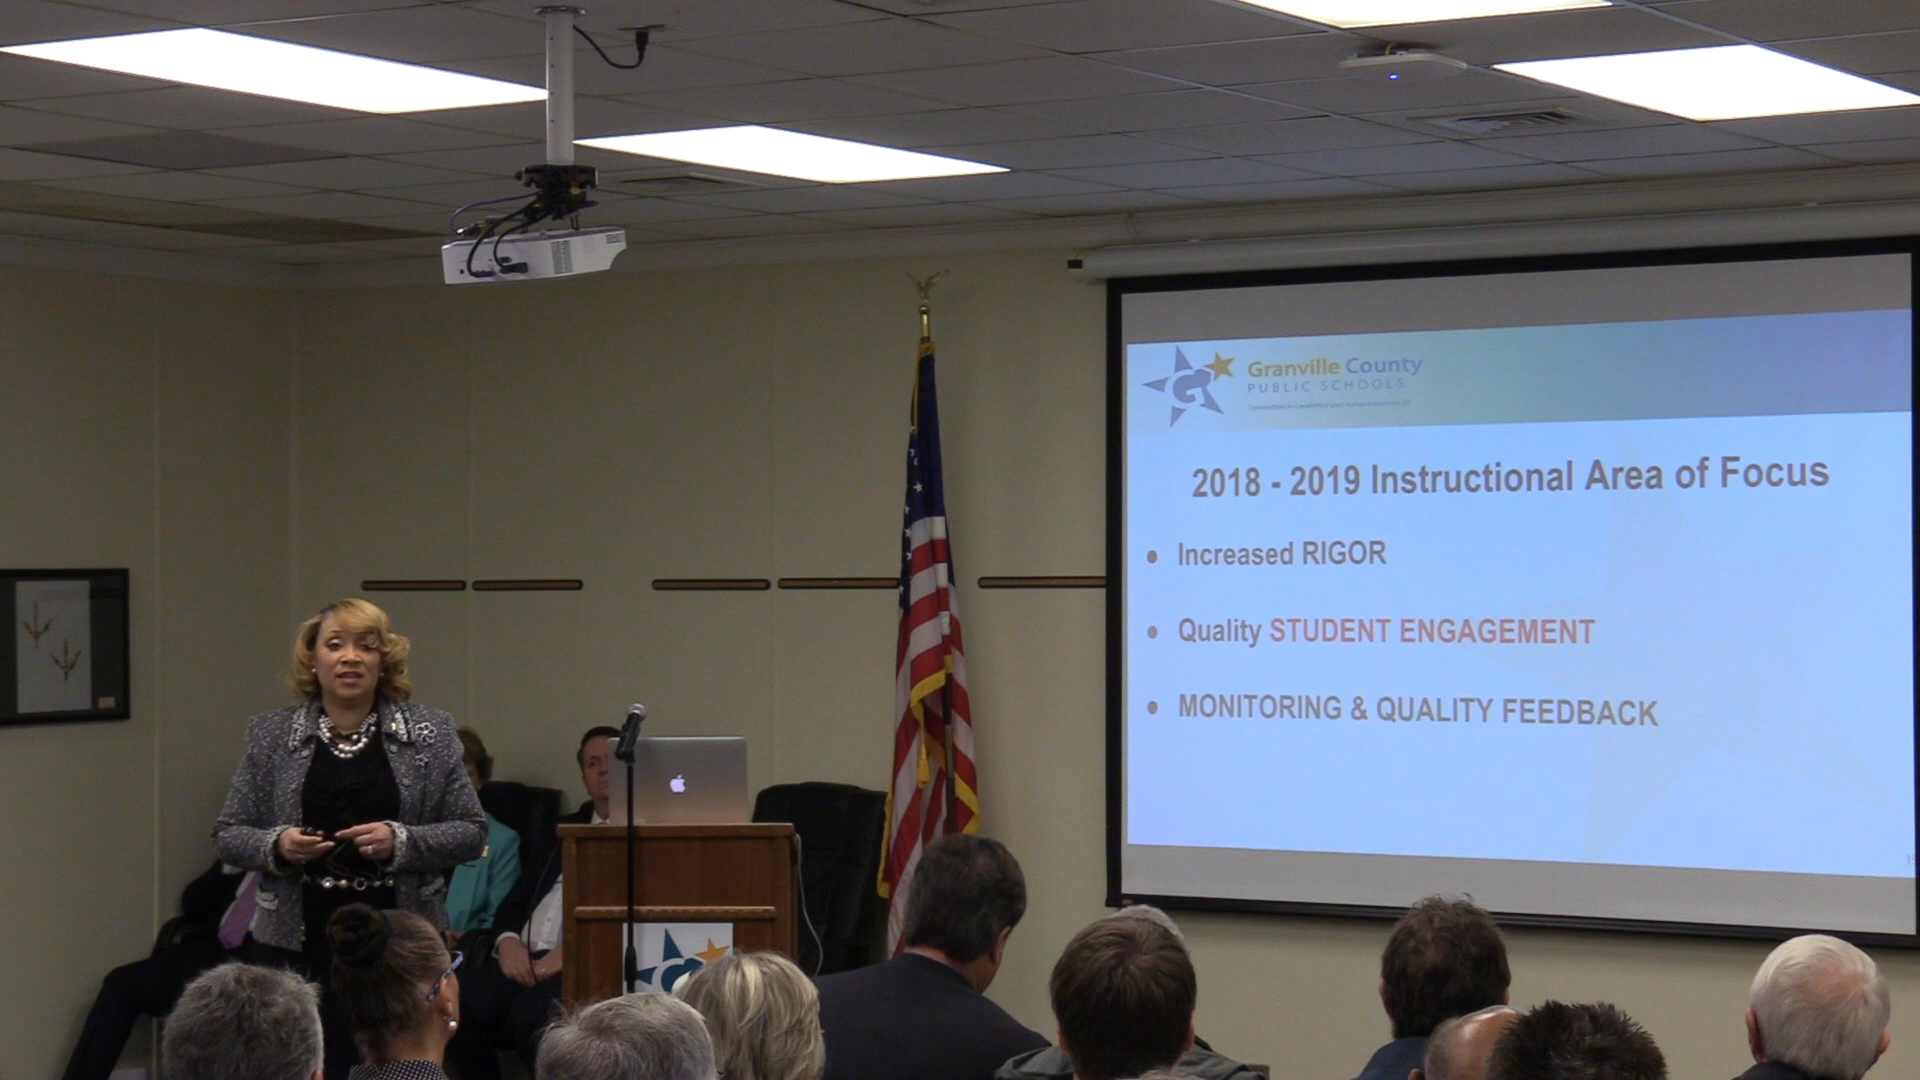 Granville County
PUBLIC SCHOOLS
2018 - 2019 Instructional Area of Focus
• Increased RIGOR
• Quality STUDENT ENGAGEMENT
• MONITORING & QUALITY FEEDBACK